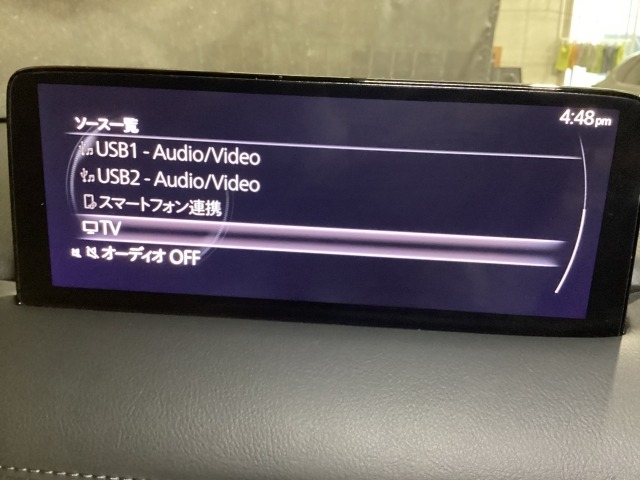 ソース一覧
4:48pm
USB1 - Audio/Video
USB2 - Audio/Video
スマートフォン連携
TV
オーディオ OFF